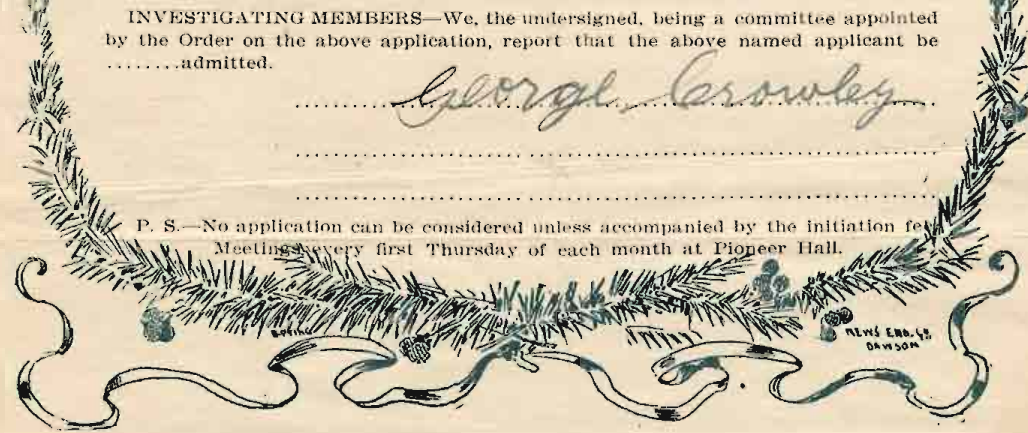 INVESTIGATING MEMBERS—We, the undersigned, being a committee appointed
by the Order on the above application, report that the above named applicant be
........admitted.
George Crowley
P. S.—No application can be considered unless accompanied by the initiation fe
Meetings every first Thursday of each month at Pioneer Hall.
NEWS ENG. Co.
DAWSON